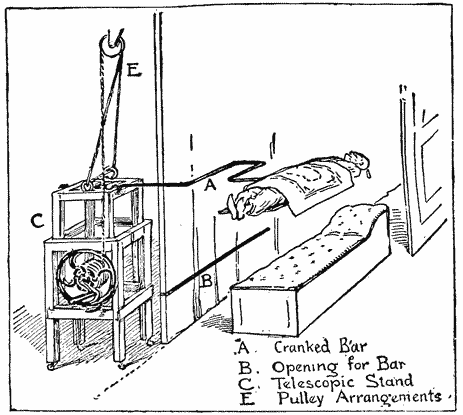 E
A
C
B
A. Cranked Bar
B. Opening for Bar
C. Telescopic Stand
E Pulley Arrangements